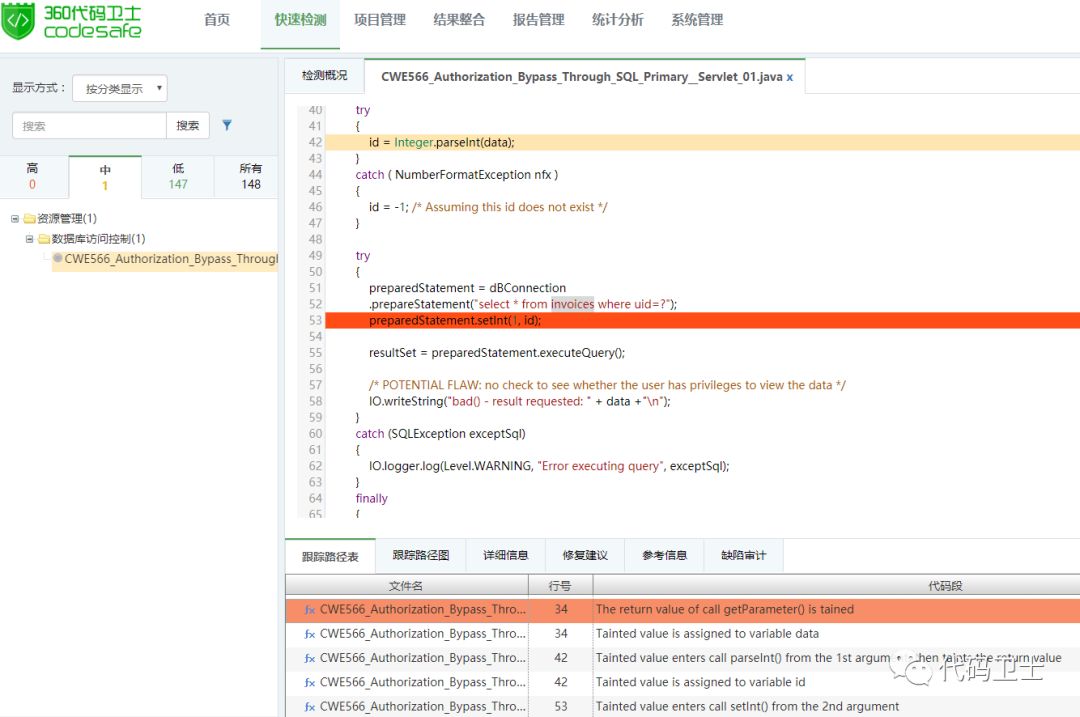 360代码卫士
codesafe
首页 快速检测 项目管理 结果整合 报告管理 统计分析 系统管理
显示方式： 按分类显示
搜索 搜索
高 中 低 所有
0 1 147 148
资源管理(1)
数据库访问控制(1)
CWE566_Authorization_Bypass_Through
检测概况 CWE566_Authorization_Bypass_Through_SQL_Primary__Servlet_01.java x
40 try
41 {
42 id = Integer.parseInt(data);
43 }
44 catch ( NumberFormatException nfx )
45 {
46 id = -1; /* Assuming this id does not exist */
47 }
48
49 try
50 {
51 preparedStatement = dBConnection
52 .prepareStatement("select * from invoices where uid=?");
53 preparedStatement.setInt(1, id);
54
55 resultSet = preparedStatement.executeQuery();
56
57 /* POTENTIAL FLAW: no check to see whether the user has privileges to view the data */
58 IO.writeString("bad() - result requested: " + data +"\n");
59 }
60 catch (SQLException exceptSql)
61 {
62 IO.logger.log(Level.WARNING, "Error executing query", exceptSql);
63 }
64 finally
65 {
跟踪路径表 跟踪路径图 详细信息 修复建议 参考信息 缺陷审计
文件名 行号 代码段
fx CWE566_Authorization_Bypass_Thro... 34 The return value of call getParameter() is tained
fx CWE566_Authorization_Bypass_Thro... 34 Tainted value is assigned to variable data
fx CWE566_Authorization_Bypass_Thro... 42 Tainted value enters call parseInt() from the 1st argum hen taints the return value
fx CWE566_Authorization_Bypass_Thro... 42 Tainted value is assigned to variable id
fx CWE566_Authorization_Bypass_Thro... 53 Tainted value enters call setInt() from the 2nd argument
代码卫士